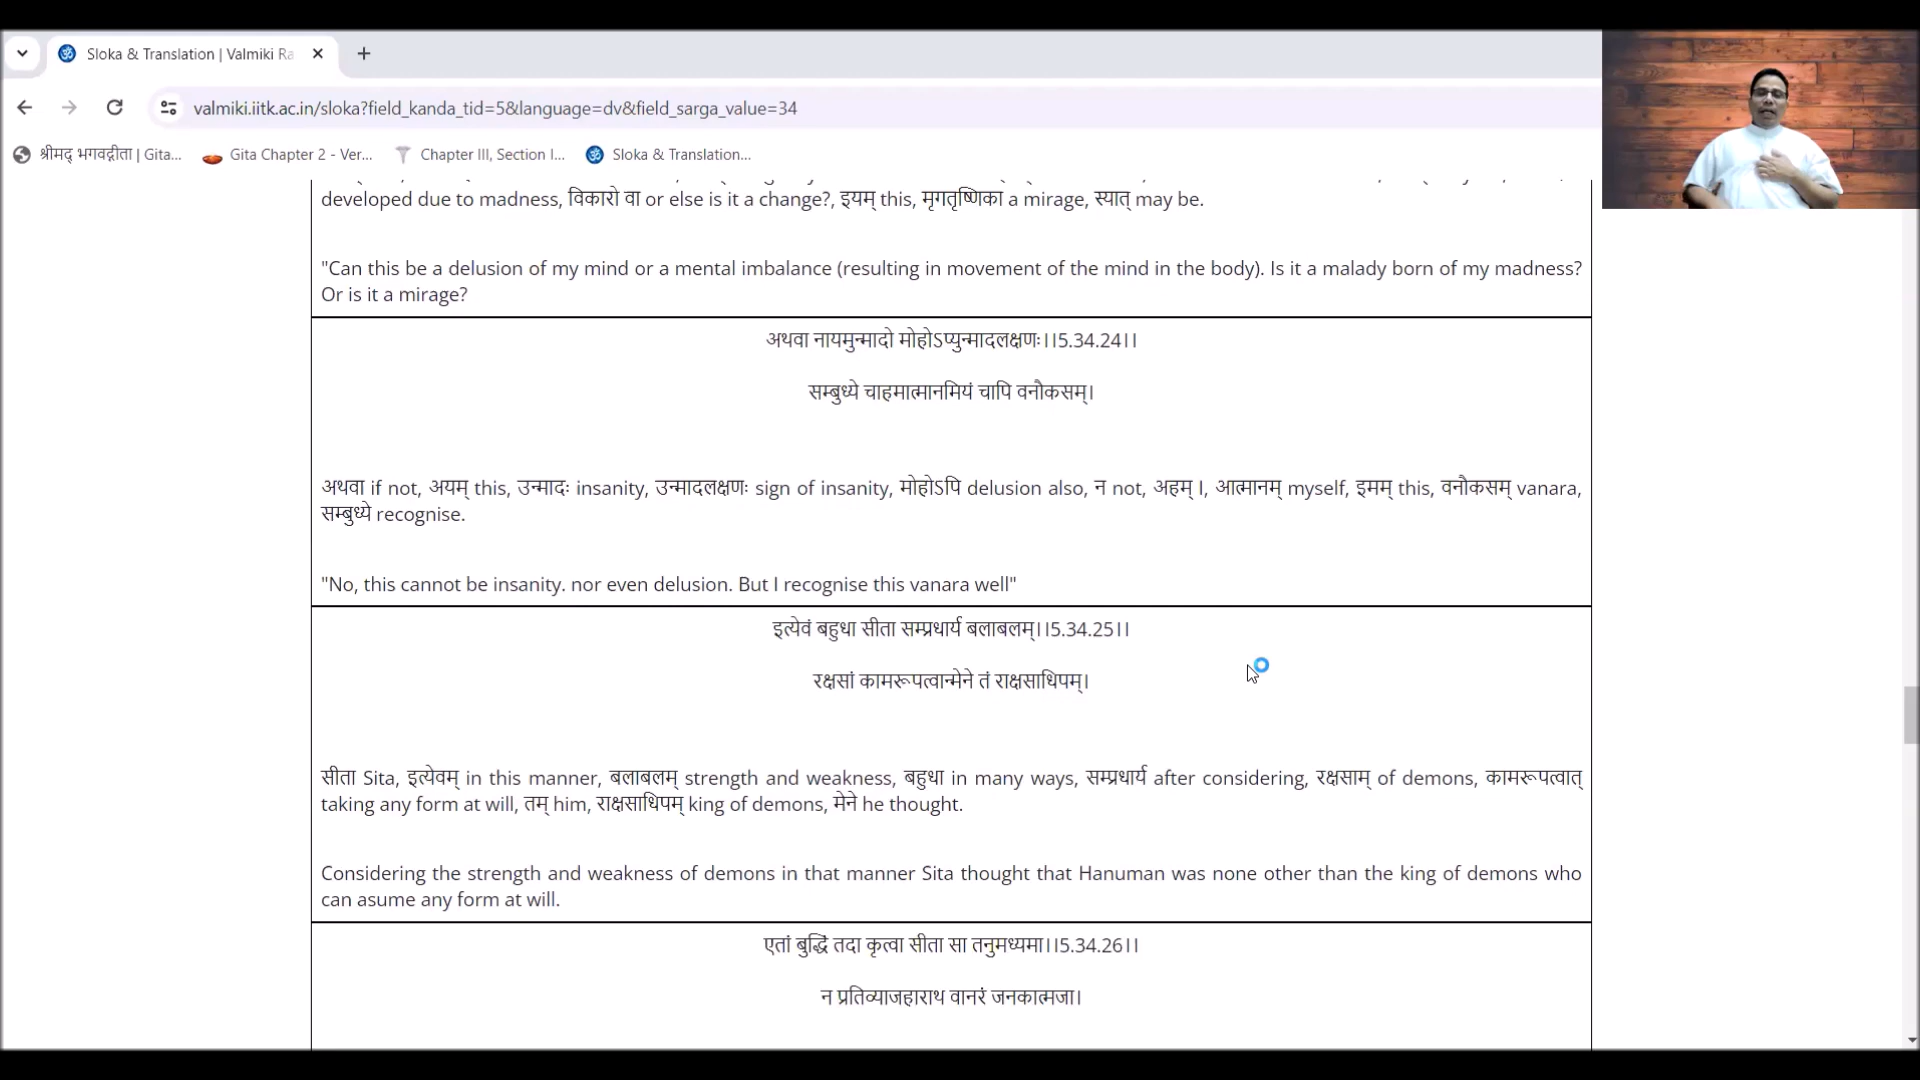 Sloka & Translation | Valmiki Ra
valmiki.iitk.ac.in/sloka?field_kanda_tid=5&language=dv&field_sarga_value=34
श्रीमद् भगवद्गीता | Gita... Gita Chapter 2 - Ver... Chapter III, Section I... Sloka & Translation...
developed due to madness, विकारो वा or else is it a change?, इयम् this, मृगतृष्णिका a mirage, स्यात् may be.
"Can this be a delusion of my mind or a mental imbalance (resulting in movement of the mind in the body). Is it a malady born of my madness?
Or is it a mirage?
अथवा नायमुन्मादो मोहोऽप्युन्मादलक्षणः।।5.34.24।।
सम्बुध्ये चाहमात्मानमियं चापि वनौकसम्।
अथवा if not, अयम् this, उन्मादः insanity, उन्मादलक्षणः sign of insanity, मोहोऽपि delusion also, न not, अहम् I, आत्मानम् myself, इमम् this, वनौकसम् vanara,
सम्बुध्ये recognise.
"No, this cannot be insanity. nor even delusion. But I recognise this vanara well"
इत्येवं बहुधा सीता सम्प्रधार्य बलाबलम्।।5.34.25।।
रक्षसां कामरूपत्वान्मेने तं राक्षसाधिपम्।
सीता Sita, इत्येवम् in this manner, बलाबलम् strength and weakness, बहुधा in many ways, सम्प्रधार्य after considering, रक्षसाम् of demons, कामरूपत्वात्
taking any form at will, तम् him, राक्षसाधिपम् king of demons, मेने he thought.
Considering the strength and weakness of demons in that manner Sita thought that Hanuman was none other than the king of demons who
can asume any form at will.
एतां बुद्धिं तदा कृत्वा सीता सा तनुमध्यमा।।5.34.26।।
न प्रतिव्याजहाराथ वानरं जनकात्मजा।